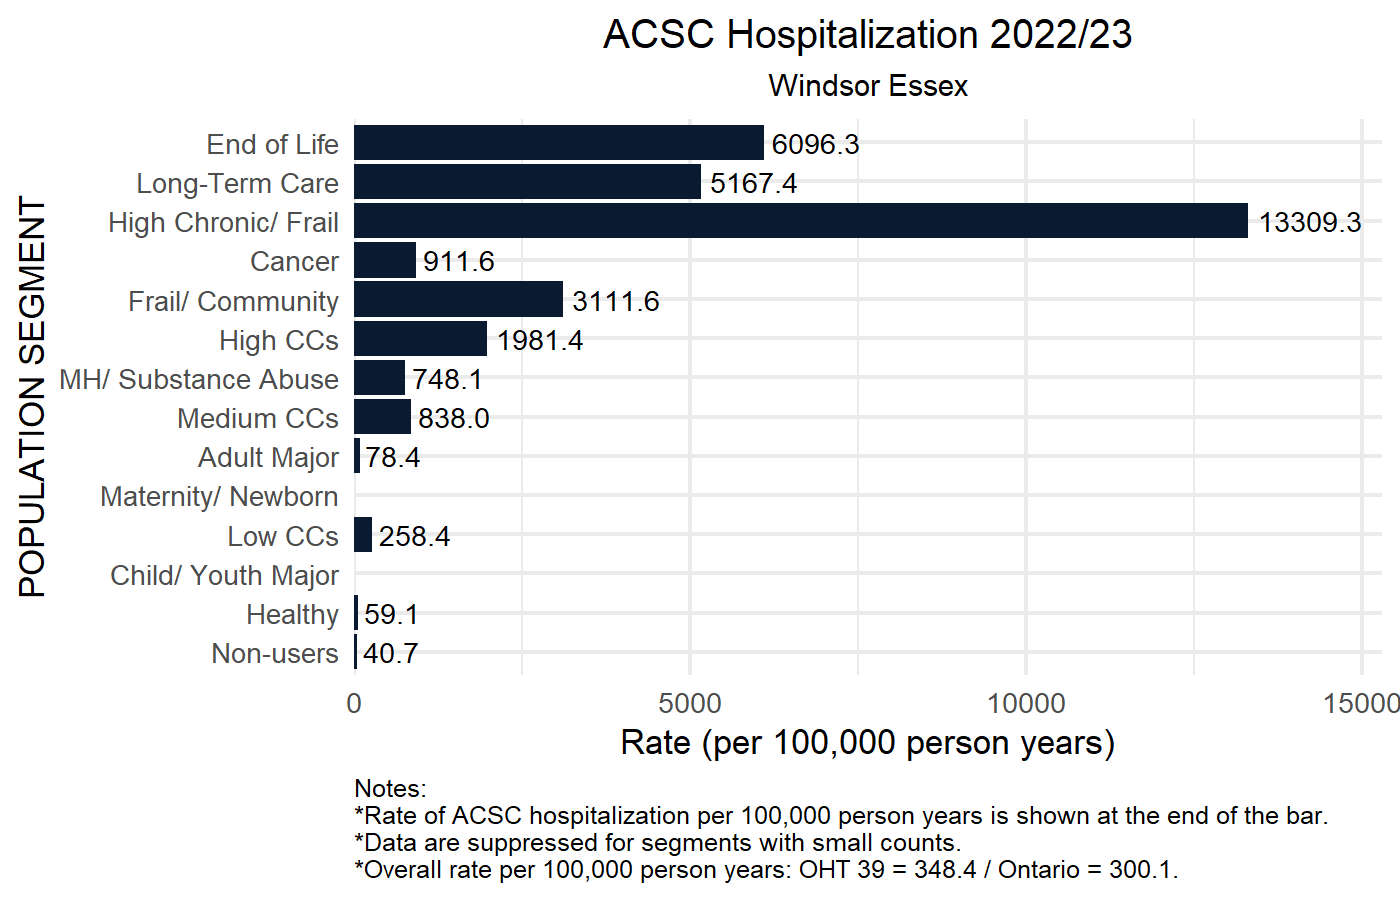 ACSC Hospitalization 2022/23
Windsor Essex
POPULATION SEGMENT
End of Life 6096.3
Long-Term Care 5167.4
High Chronic/ Frail 13309.3
Cancer 911.6
Frail/ Community 3111.6
High CCs 1981.4
MH/ Substance Abuse 748.1
Medium CCs 838.0
Adult Major 78.4
Maternity/ Newborn
Low CCs 258.4
Child/ Youth Major
Healthy 59.1
Non-users 40.7
0 5000 10000 15000
Rate (per 100,000 person years)
Notes:
*Rate of ACSC hospitalization per 100,000 person years is shown at the end of the bar.
*Data are suppressed for segments with small counts.
*Overall rate per 100,000 person years: OHT 39 = 348.4 / Ontario = 300.1.